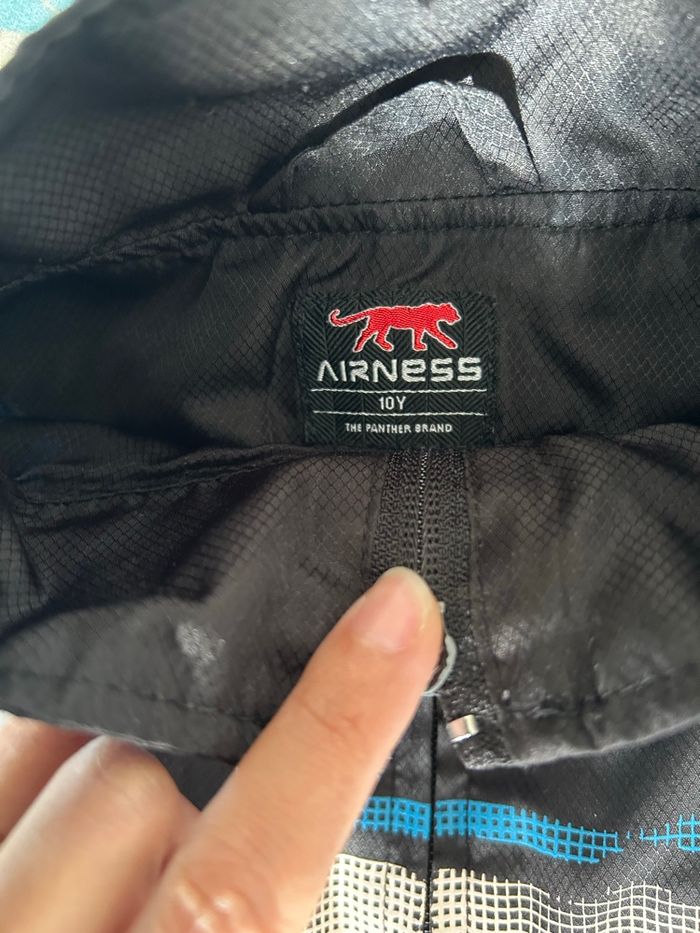 AIRNESS
10Y
THE PANTHER BRAND